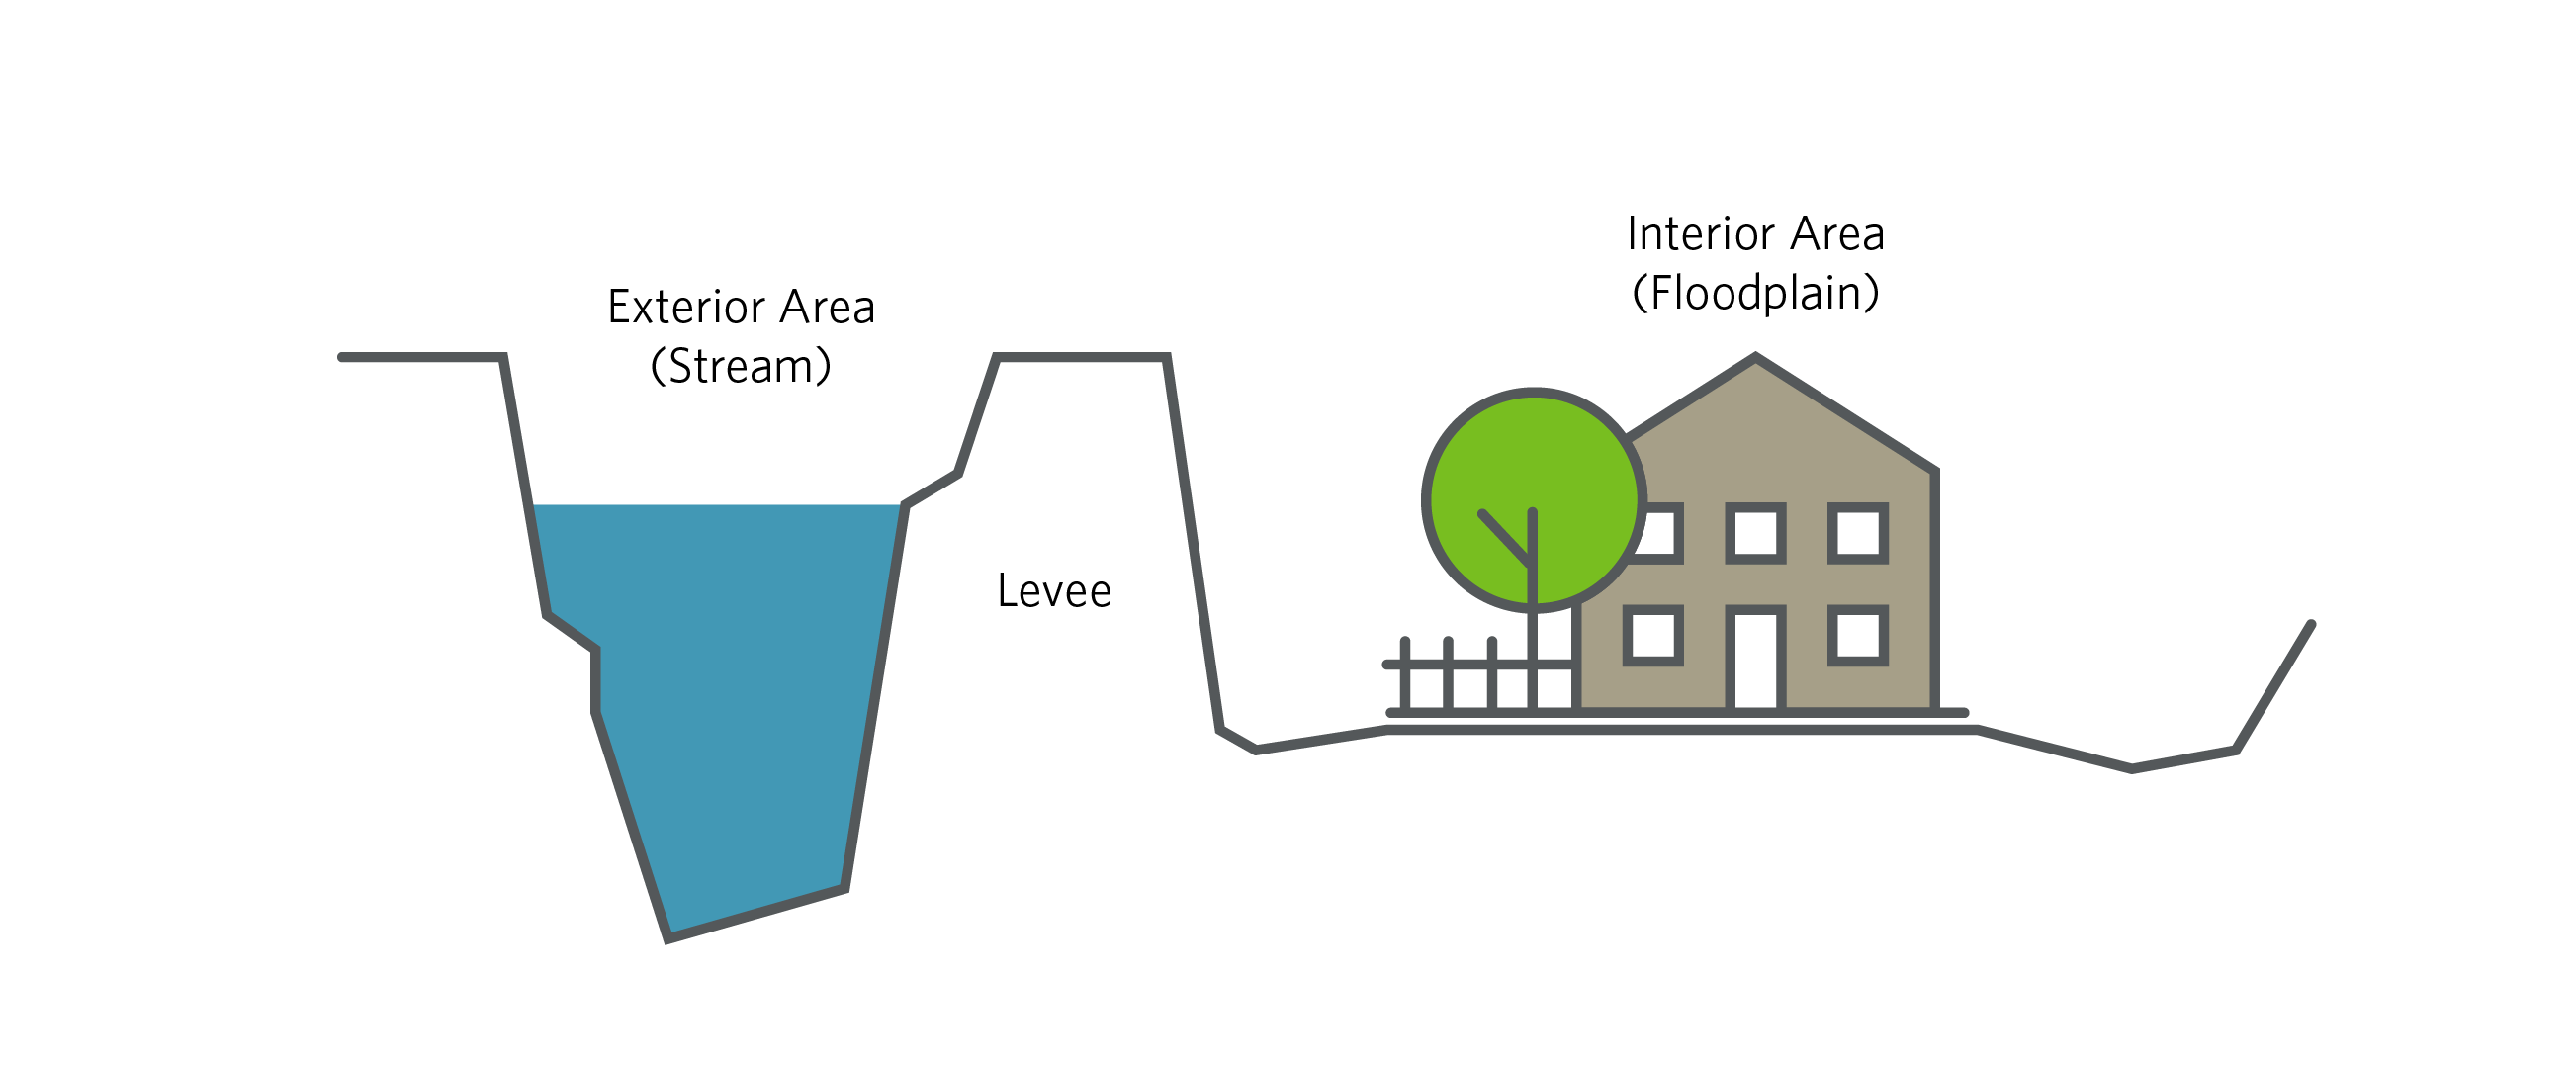 Exterior Area
(Stream)
Levee
Interior Area
(Floodplain)